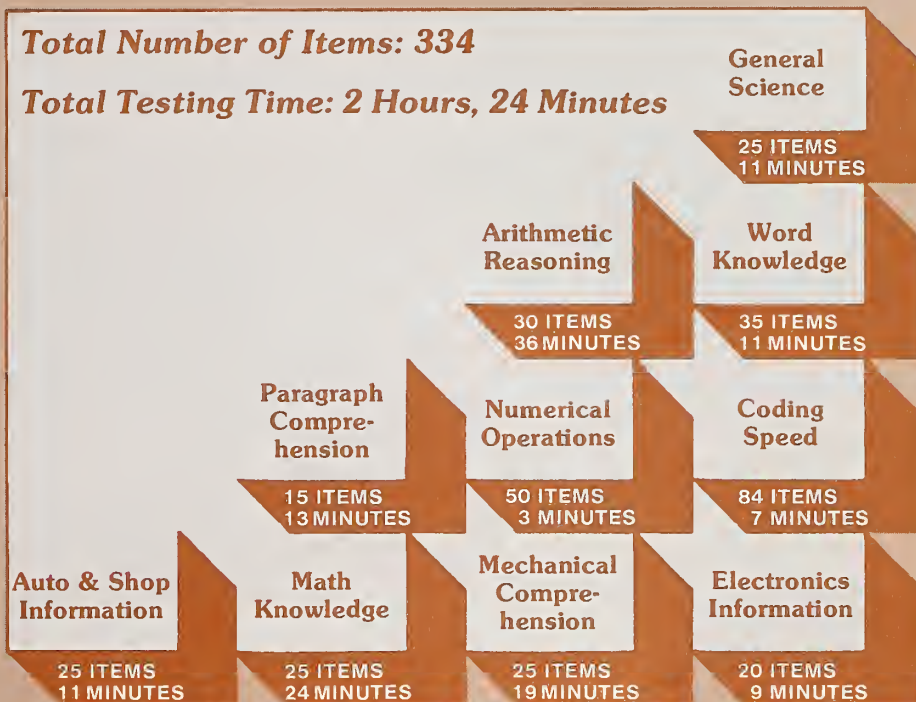 Total Number of Items: 334
Total Testing Time: 2 Hours, 24 Minutes
General
Science
25 ITEMS
11 MINUTES
Arithmetic
Reasoning
30 ITEMS
36 MINUTES
Word
Knowledge
35 ITEMS
11 MINUTES
Paragraph
Compre-
hension
15 ITEMS
13 MINUTES
Numerical
Operations
50 ITEMS
3 MINUTES
Coding
Speed
84 ITEMS
7 MINUTES
Auto & Shop
Information
25 ITEMS
11 MINUTES
Math
Knowledge
25 ITEMS
24 MINUTES
Mechanical
Compre-
hension
25 ITEMS
19 MINUTES
Electronics
Information
20 ITEMS
9 MINUTES